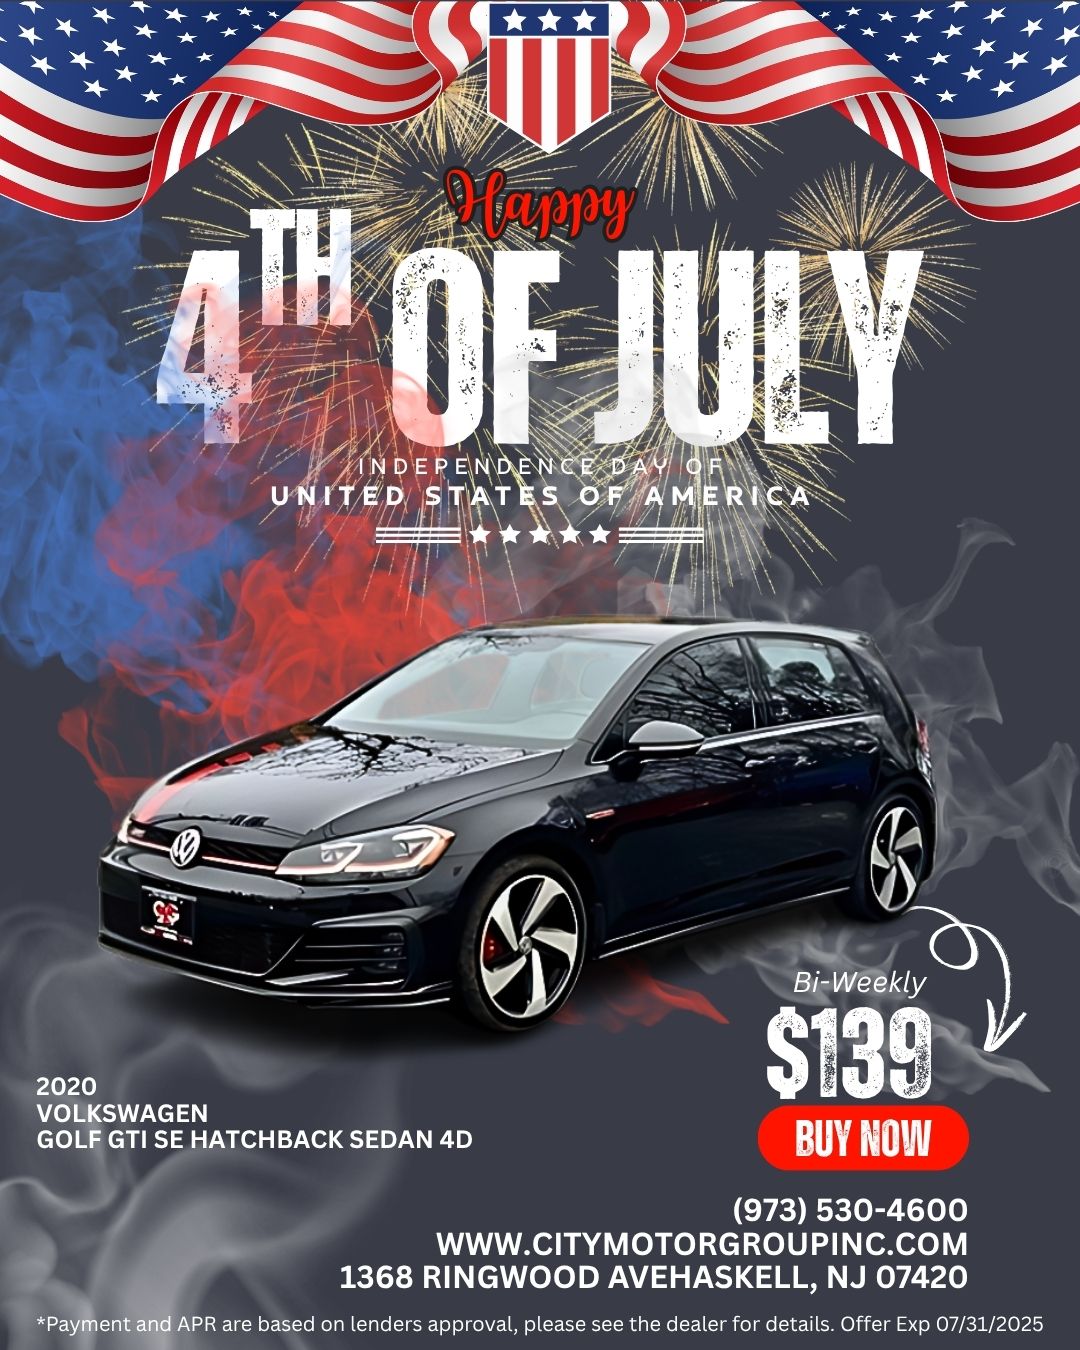 Happy
4TH OF JULY
INDEPENDENCE DAY OF
UNITED STATES OF AMERICA
Bi-Weekly
$139
BUY NOW
2020
VOLKSWAGEN
GOLF GTI SE HATCHBACK SEDAN 4D
(973) 530-4600
WWW.CITYMOTORGROUPINC.COM
1368 RINGWOOD AVEHASKELL, NJ 07420
*Payment and APR are based on lenders approval, please see the dealer for details. Offer Exp 07/31/2025